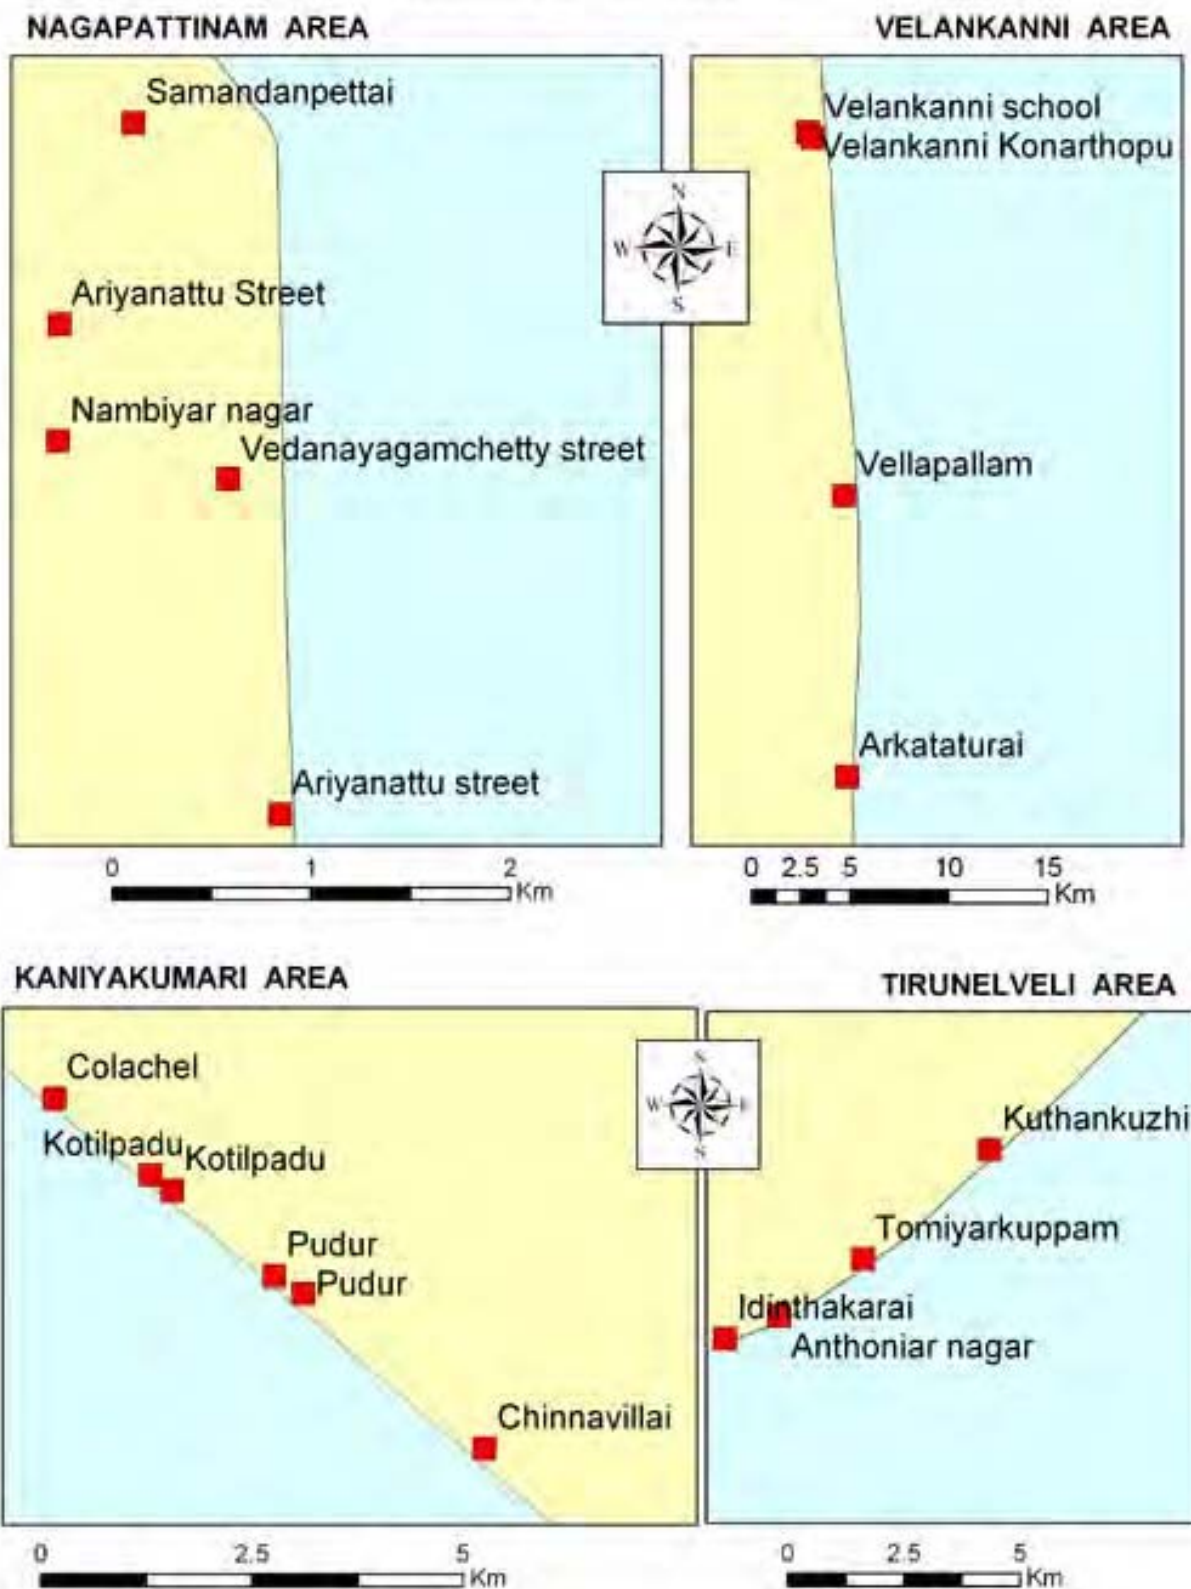 NAGAPATTINAM AREA
VELANKANNI AREA
Samandanpettai
Ariyanattu Street
Nambiyar nagar
Vedanayagamchetty street
Ariyanattu street
0 1 2
Km
N
W E
S
Velankanni school
Velankanni Konarthopu
Vellapallam
Arkataturai
0 2.5 5 10 15
Km
KANIYAKUMARI AREA
TIRUNELVELI AREA
Colachel
Kotilpadu
Kotilpadu
Pudur
Pudur
Chinnavillai
0 2.5 5
Km
S
W E
S
Kuthankuzhi
Tomiyarkuppam
Idinthakarai
Anthoniar nagar
0 2.5 5
Km